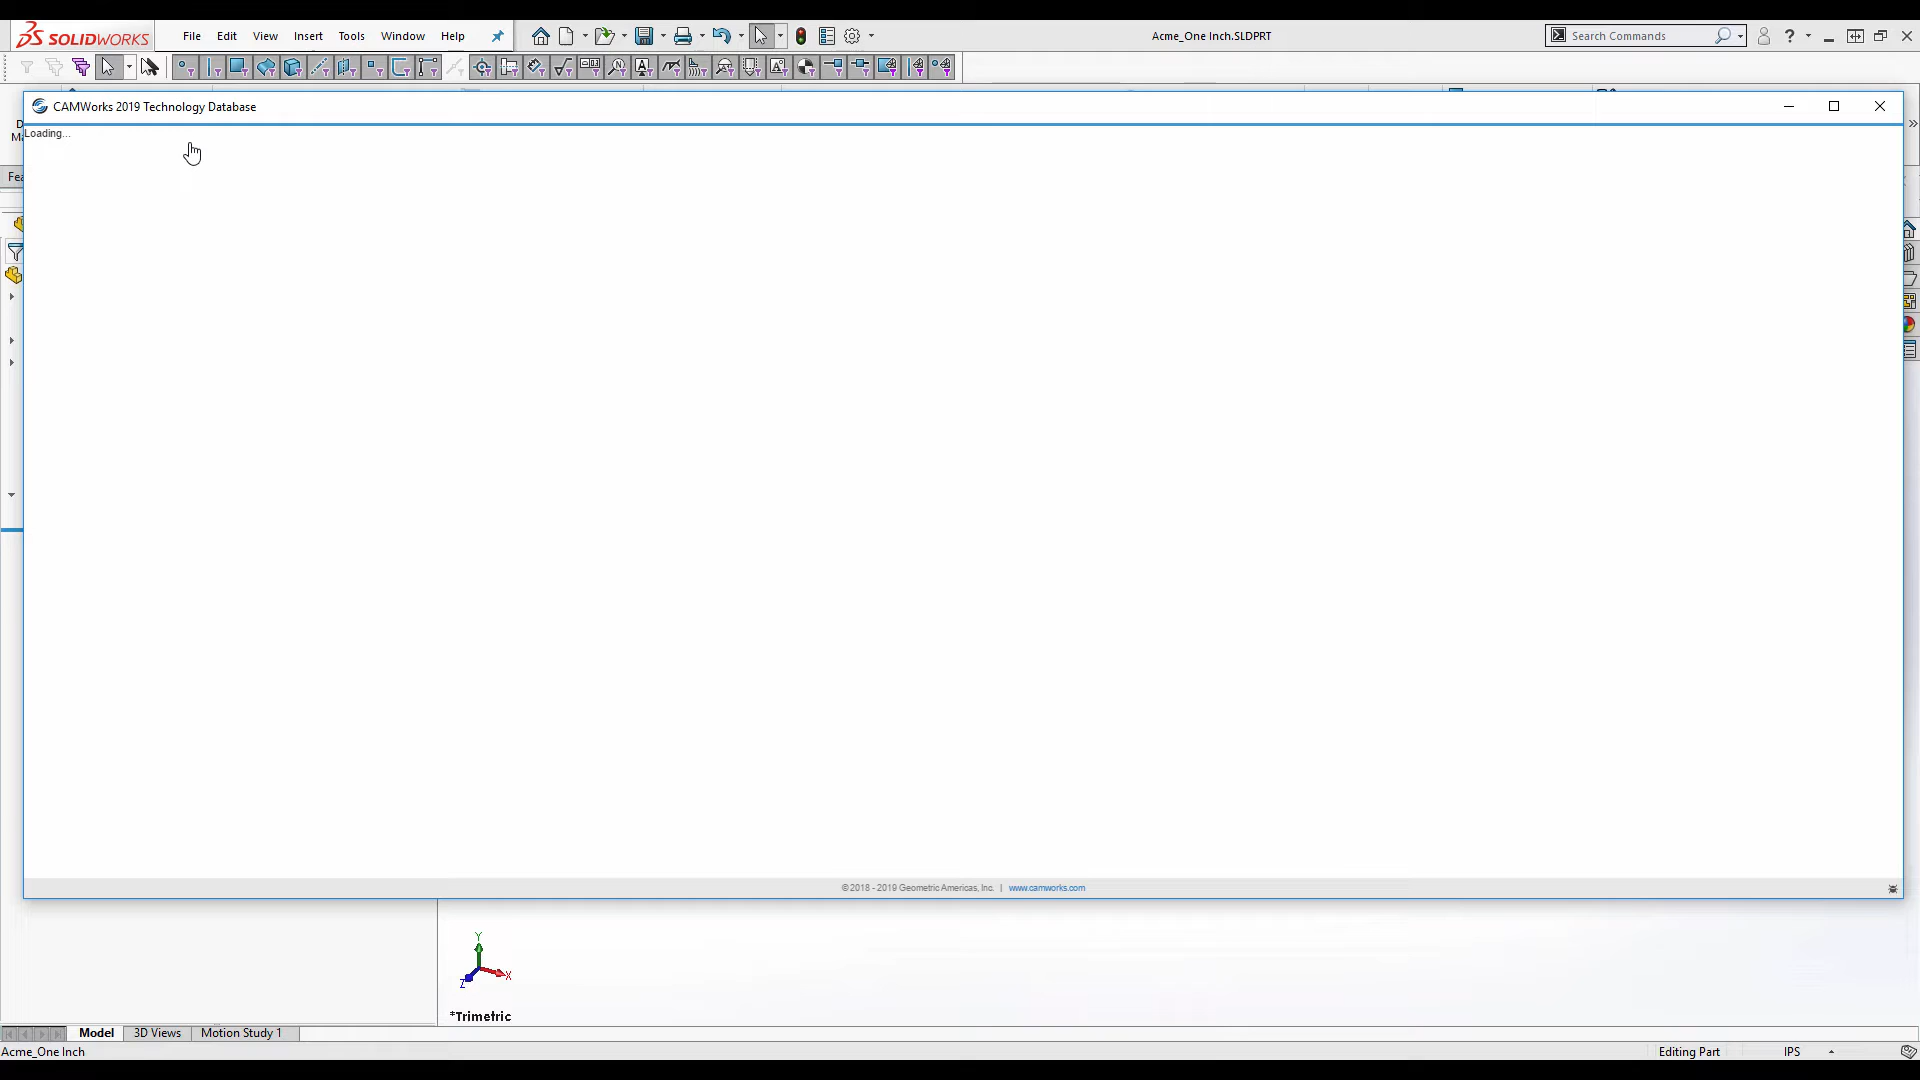 SOLIDWORKS File Edit View Insert Tools Window Help Acme_One Inch.SLDPRT Search Commands ?
CAMWorks 2019 Technology Database
Loading...
Fea
© 2018 - 2019 Geometric Americas, Inc. | www.camworks.com
Y
X
Z
*Trimetric
Model 3D Views Motion Study 1
Acme_One Inch Editing Part IPS